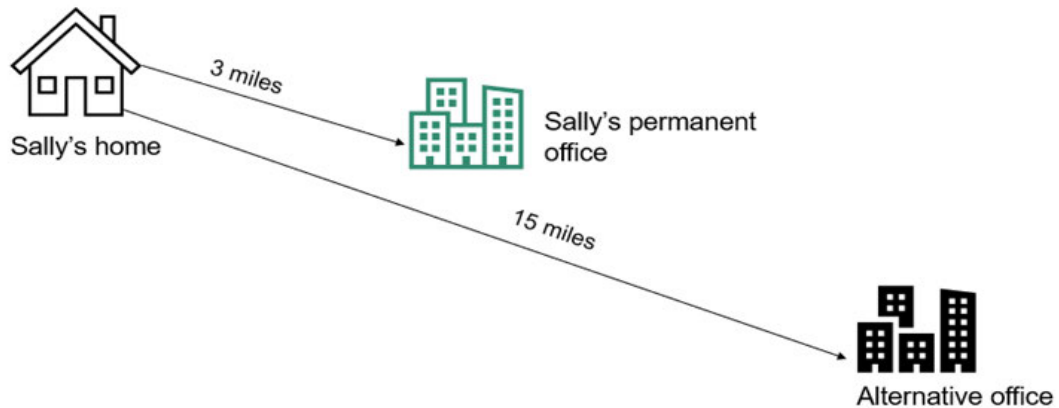 3 miles
Sally’s home
Sally’s permanent
office
15 miles
Alternative office